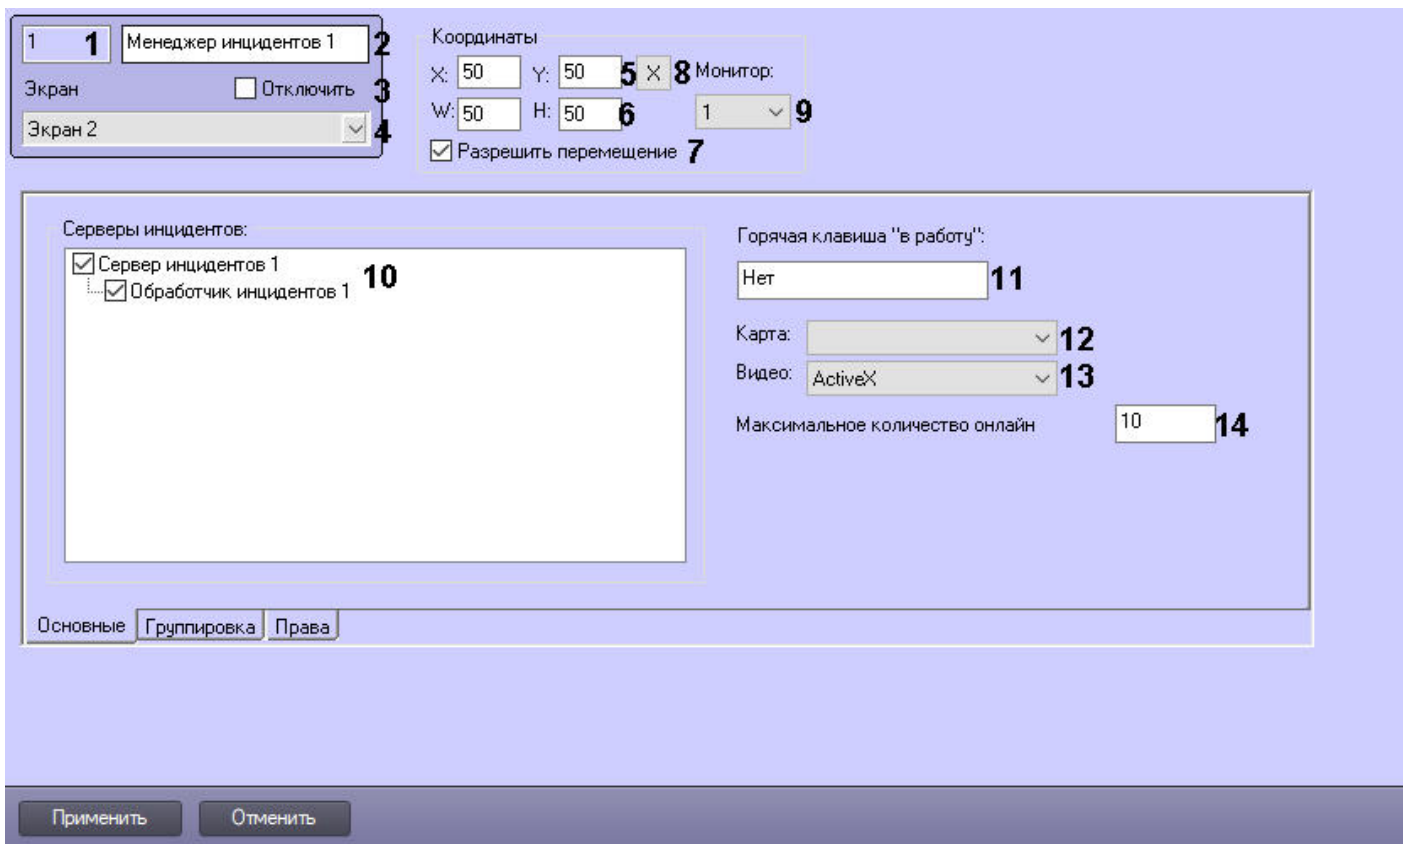 1 1 Менеджер инцидентов 1 2
Экран Отключить 3
Экран 2 4
Координаты
X: 50 Y: 50 5 X 8 Монитор:
W: 50 H: 50 6 1 9
Разрешить перемещение 7
Серверы инцидентов:
Сервер инцидентов 1
Обработчик инцидентов 1
10
Горячая клавиша "в работу":
Нет 11
Карта: 12
Видео: ActiveX 13
Максимальное количество онлайн 10 14
Основные Группировка Права
Применить Отменить